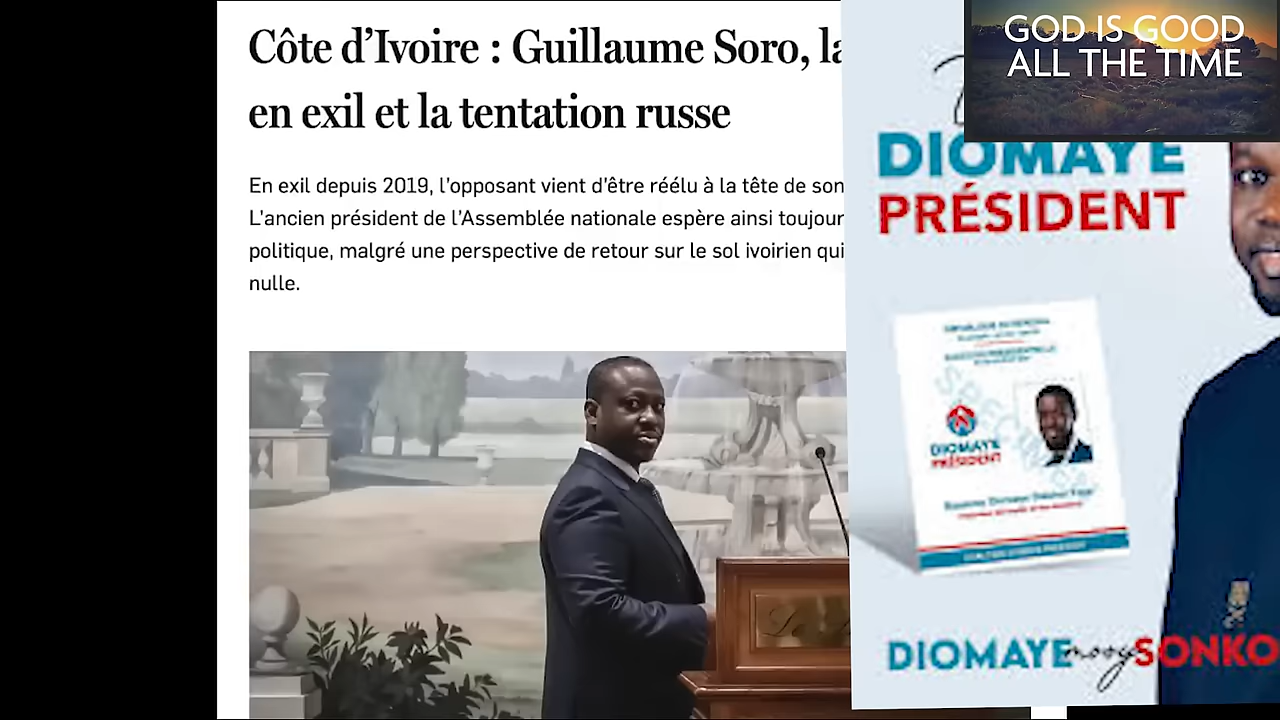 Côte d’Ivoire : Guillaume Soro, la
en exil et la tentation russe
En exil depuis 2019, l’opposant vient d’être réélu à la tête de son
L’ancien président de l’Assemblée nationale espère ainsi toujour
politique, malgré une perspective de retour sur le sol ivoirien qui
nulle.
GOD IS GOOD
ALL THE TIME
DIOMAYE
PRÉSIDENT
DIOMAYE
PRÉSIDENT
DIOMAYE mooy SONKO